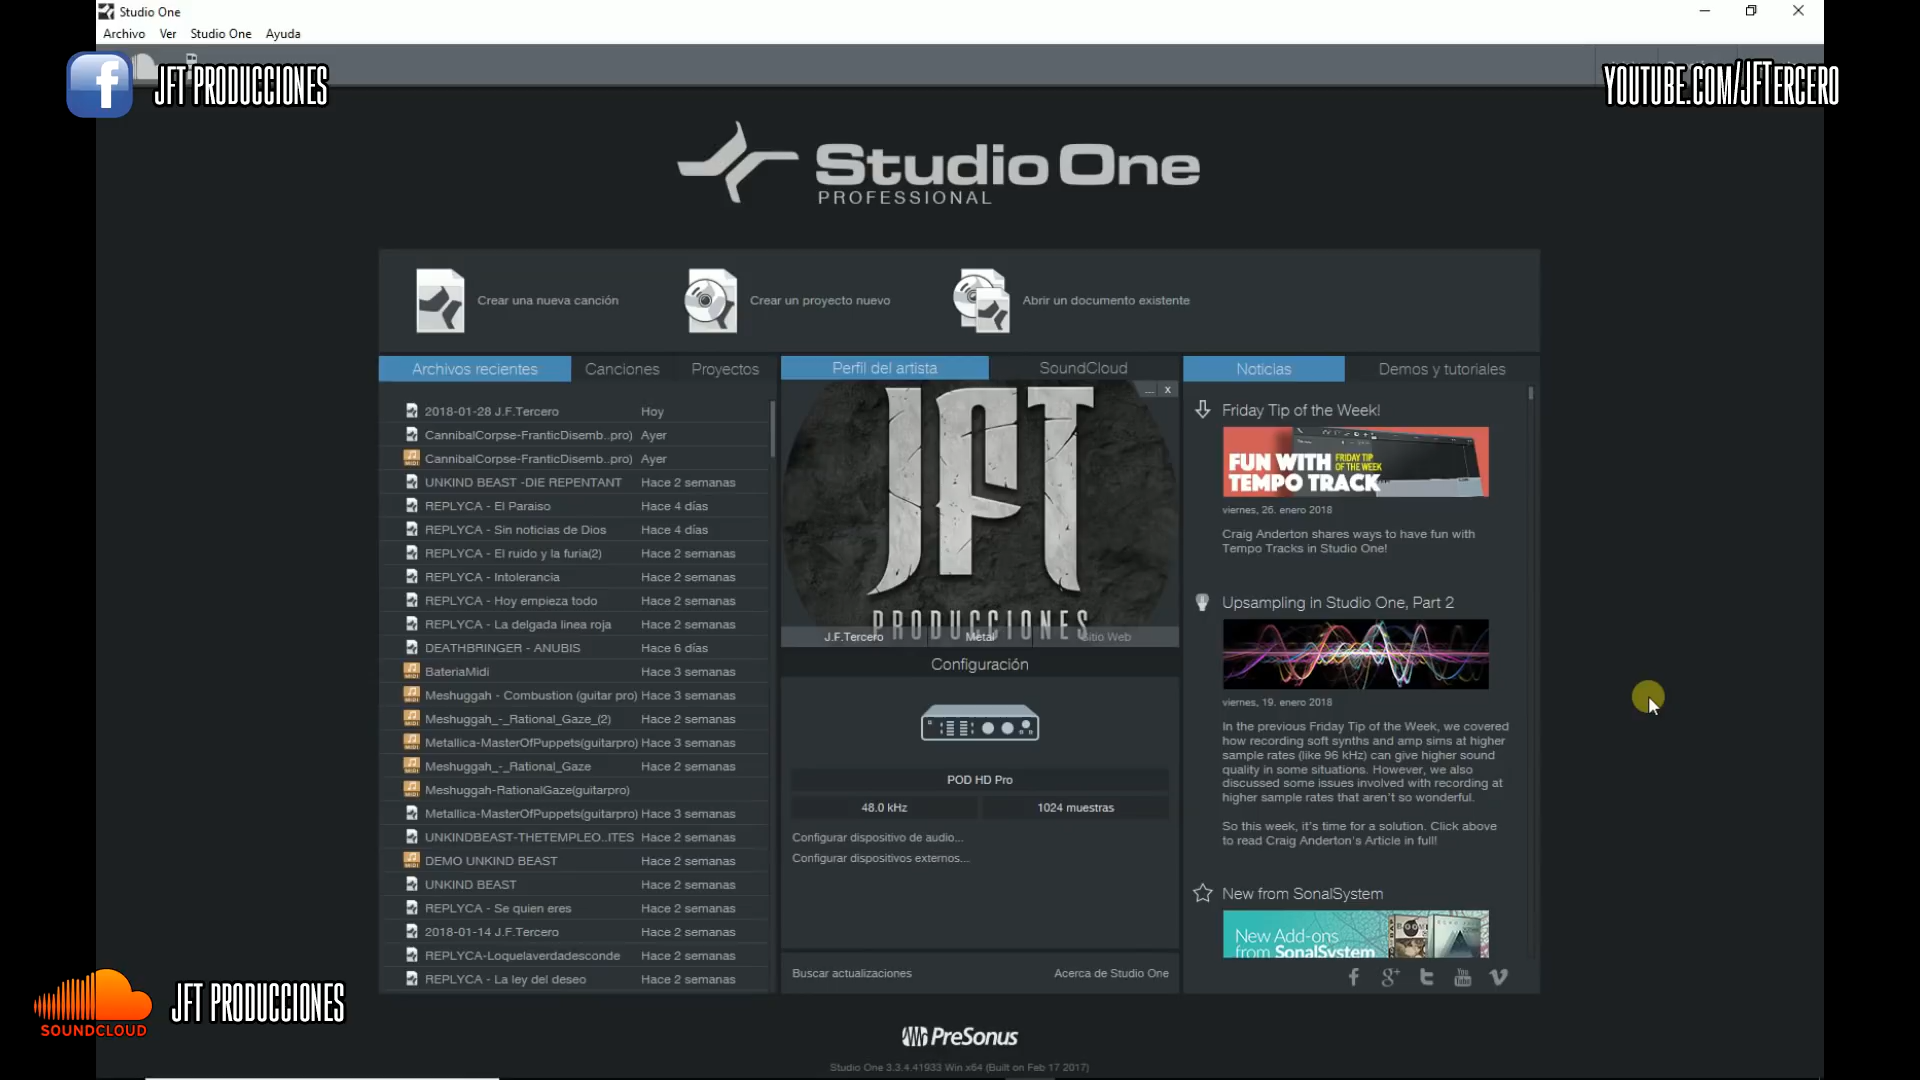 Studio One
Archivo Ver Studio One Ayuda
JFT PRODUCCIONES
YOUTUBE.COM/JFTERCERO
Studio One
PROFESSIONAL
Crear una nueva canción
Crear un proyecto nuevo
Abrir un documento existente
Archivos recientes Canciones Proyectos
2018-01-28 J.F.Tercero Hoy
CannibalCorpse-FranticDisemb..pro) Ayer
CannibalCorpse-FranticDisemb..pro) Ayer
UNKIND BEAST -DIE REPENTANT Hace 2 semanas
REPLYCA - El Paraiso Hace 4 días
REPLYCA - Sin noticias de Dios Hace 4 días
REPLYCA - El ruido y la furia(2) Hace 2 semanas
REPLYCA - Intolerancia Hace 2 semanas
REPLYCA - Hoy empieza todo Hace 2 semanas
REPLYCA - La delgada linea roja Hace 2 semanas
DEATHBRINGER - ANUBIS Hace 6 días
BateriaMidi Hace 3 semanas
Meshuggah - Combustion (guitar pro) Hace 3 semanas
Meshuggah_-_Rational_Gaze_(2) Hace 2 semanas
Metallica-MasterOfPuppets(guitarpro) Hace 3 semanas
Meshuggah_-_Rational_Gaze Hace 2 semanas
Meshuggah-RationalGaze(guitarpro)
Metallica-MasterOfPuppets(guitarpro) Hace 3 semanas
UNKINDBEAST-THETEMPLEO..ITES Hace 2 semanas
DEMO UNKIND BEAST Hace 2 semanas
UNKIND BEAST Hace 2 semanas
REPLYCA - Se quien eres Hace 2 semanas
2018-01-14 J.F.Tercero Hace 2 semanas
REPLYCA-Loquelaverdadesconde Hace 2 semanas
REPLYCA - La ley del deseo Hace 2 semanas
Perfil del artista SoundCloud
... x
JFT
PRODUCCIONES
J.F.Tercero Metal Sitio Web
Configuración
POD HD Pro
48.0 kHz 1024 muestras
Configurar dispositivo de audio...
Configurar dispositivos externos...
Buscar actualizaciones Acerca de Studio One
Noticias Demos y tutoriales
Friday Tip of the Week!
FUN WITH FRIDAY TIP
OF THE WEEK
TEMPO TRACK
viernes, 26. enero 2018
Craig Anderton shares ways to have fun with
Tempo Tracks in Studio One!
Upsampling in Studio One, Part 2
viernes, 19. enero 2018
In the previous Friday Tip of the Week, we covered
how recording soft synths and amp sims at higher
sample rates (like 96 kHz) can give higher sound
quality in some situations. However, we also
discussed some issues involved with recording at
higher sample rates that aren't so wonderful.
So this week, it's time for a solution. Click above
to read Craig Anderton's Article in full!
New from SonalSystem
New Add-ons
from SonalSystem
SOUNDCLOUD
JFT PRODUCCIONES
PreSonus
Studio One 3.3.4.41933 Win x64 (Built on Feb 17 2017)